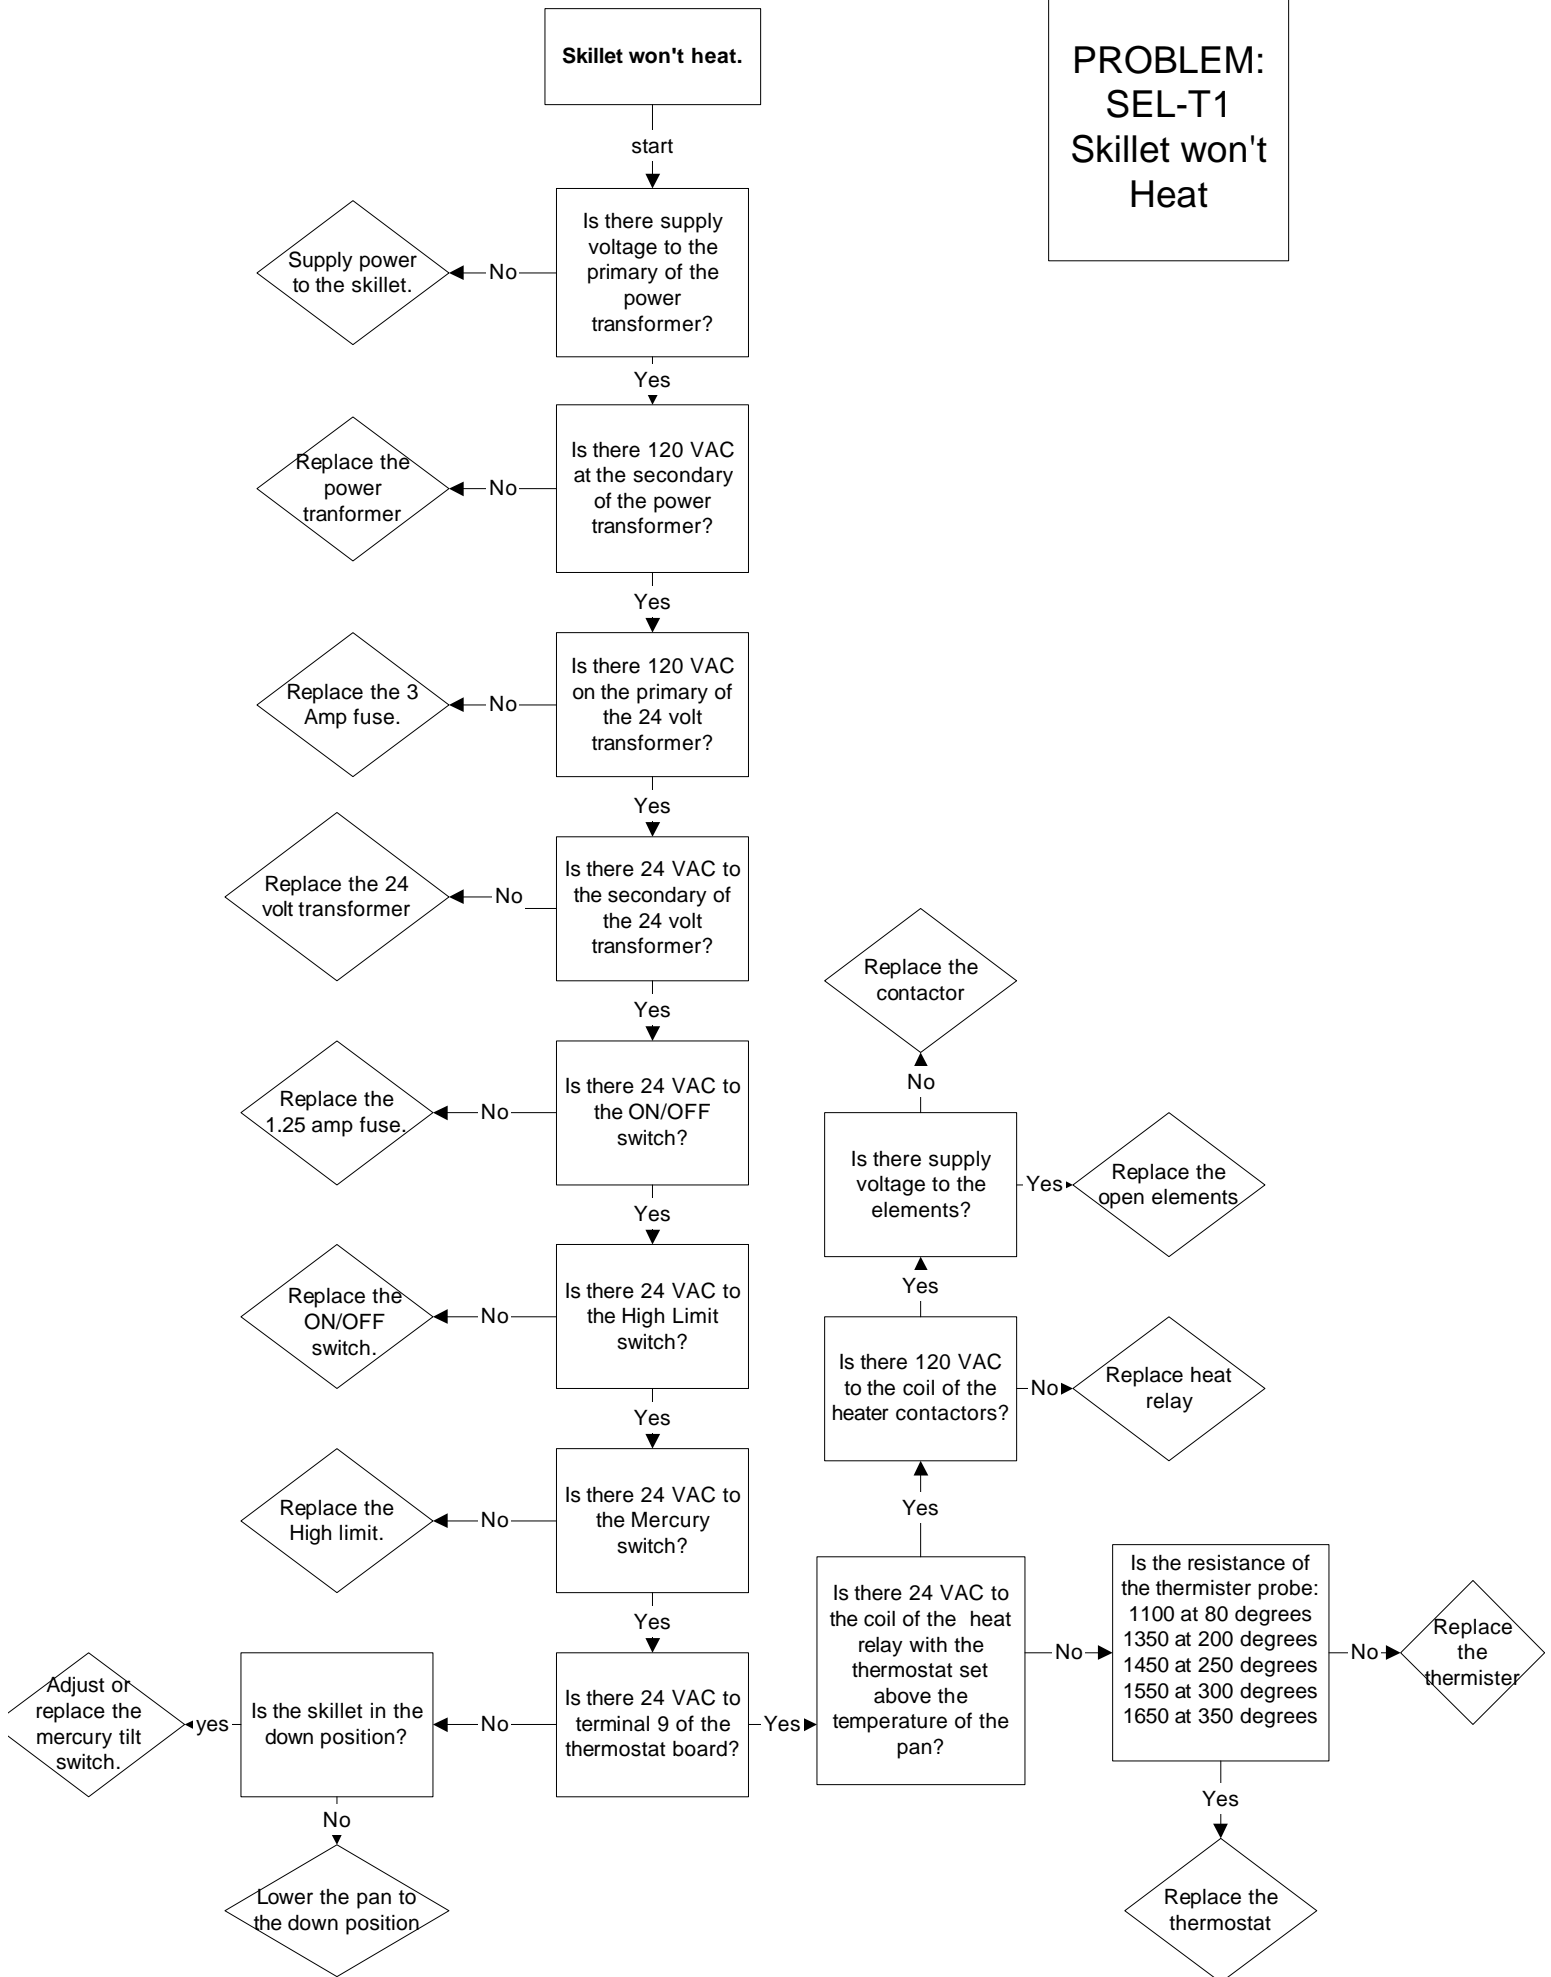 Skillet won't heat.
PROBLEM:
SEL-T1
Skillet won't
Heat
start
Is there supply
voltage to the
primary of the
power
transformer?
No
Supply power
to the skillet.
Yes
Is there 120 VAC
at the secondary
of the power
transformer?
No
Replace the
power
tranformer
Yes
Is there 120 VAC
on the primary of
the 24 volt
transformer?
No
Replace the 3
Amp fuse.
Yes
Is there 24 VAC to
the secondary of
the 24 volt
transformer?
No
Replace the 24
volt transformer
Yes
Is there 24 VAC to
the ON/OFF
switch?
No
Replace the
1.25 amp fuse.
Yes
Is there 24 VAC to
the High Limit
switch?
No
Replace the
ON/OFF
switch.
Yes
Is there 24 VAC to
the Mercury
switch?
No
Replace the
High limit.
Yes
Is there 24 VAC to
terminal 9 of the
thermostat board?
No
Is the skillet in the
down position?
yes
Adjust or
replace the
mercury tilt
switch.
No
Lower the pan to
the down position
Yes
Is there 24 VAC to
the coil of the heat
relay with the
thermostat set
above the
temperature of the
pan?
No
Is the resistance of
the thermister probe:
1100 at 80 degrees
1350 at 200 degrees
1450 at 250 degrees
1550 at 300 degrees
1650 at 350 degrees
No
Replace
the
thermister
Yes
Replace the
thermostat
Yes
Is there 120 VAC
to the coil of the
heater contactors?
No
Replace heat
relay
Yes
Is there supply
voltage to the
elements?
Yes
Replace the
open elements
No
Replace the
contactor